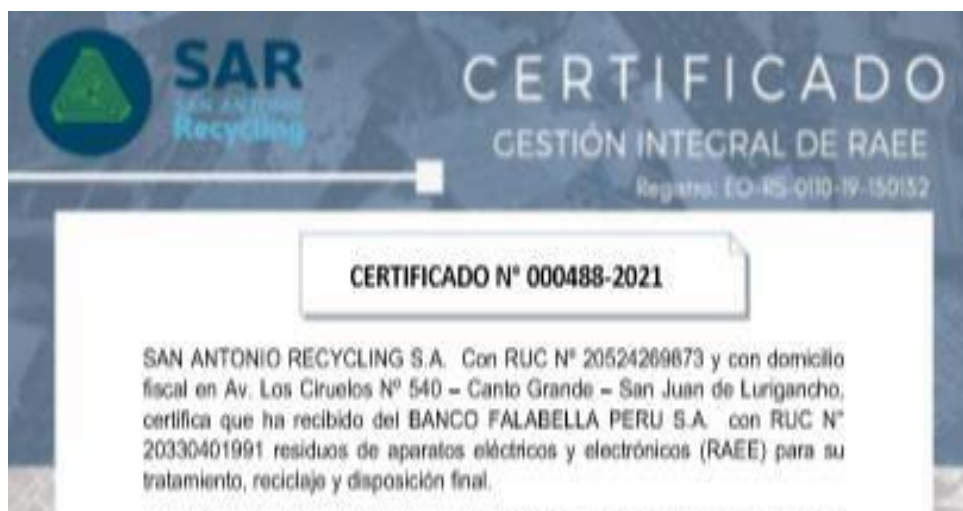 SAR
SAN ANTONIO
Recycling
CERTIFICADO
GESTIÓN INTEGRAL DE RAEE
Registro: EO-RS-0110-19-150132
CERTIFICADO N° 000488-2021
SAN ANTONIO RECYCLING S.A. Con RUC Nº 20524269873 y con domicilio
fiscal en Av. Los Ciruelos Nº 540 – Canto Grande – San Juan de Lurigancho,
certifica que ha recibido del BANCO FALABELLA PERU S.A. con RUC N°
20330401991 residuos de aparatos eléctricos y electrónicos (RAEE) para su
tratamiento, reciclaje y disposición final.